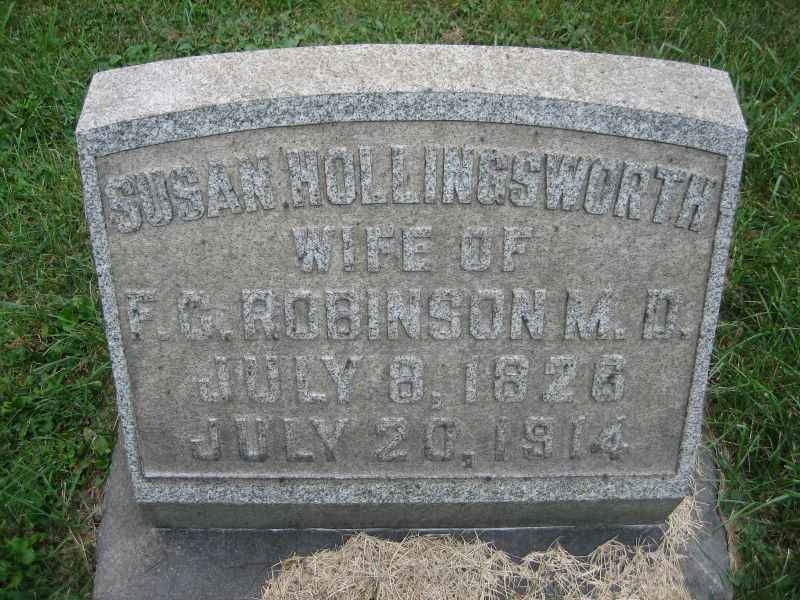 SUSAN HOLLINGSWORTH
WIFE OF
F. G. ROBINSON M. D.
JULY 8, 1826
JULY 20, 1914